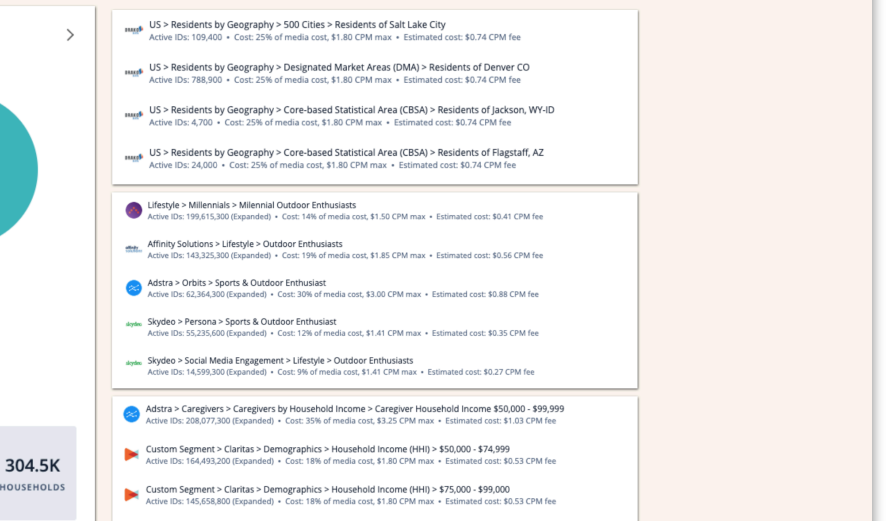 US > Residents by Geography > 500 Cities > Residents of Salt Lake City
Active IDs: 109,400 • Cost: 25% of media cost, $1.80 CPM max • Estimated cost: $0.74 CPM fee
US > Residents by Geography > Designated Market Areas (DMA) > Residents of Denver CO
Active IDs: 788,900 • Cost: 25% of media cost, $1.80 CPM max • Estimated cost: $0.74 CPM fee
US > Residents by Geography > Core-based Statistical Area (CBSA) > Residents of Jackson, WY-ID
Active IDs: 4,700 • Cost: 25% of media cost, $1.80 CPM max • Estimated cost: $0.74 CPM fee
US > Residents by Geography > Core-based Statistical Area (CBSA) > Residents of Flagstaff, AZ
Active IDs: 24,000 • Cost: 25% of media cost, $1.80 CPM max • Estimated cost: $0.74 CPM fee
Lifestyle > Millennials > Milennial Outdoor Enthusiasts
Active IDs: 199,615,300 (Expanded) • Cost: 14% of media cost, $1.50 CPM max • Estimated cost: $0.41 CPM fee
affinity Affinity Solutions > Lifestyle > Outdoor Enthusiasts
Active IDs: 143,325,300 (Expanded) • Cost: 19% of media cost, $1.85 CPM max • Estimated cost: $0.56 CPM fee
Adstra > Orbits > Sports & Outdoor Enthusiast
Active IDs: 62,364,300 (Expanded) • Cost: 30% of media cost, $3.00 CPM max • Estimated cost: $0.88 CPM fee
skydeo Skydeo > Persona > Sports & Outdoor Enthusiast
Active IDs: 55,235,600 (Expanded) • Cost: 12% of media cost, $1.41 CPM max • Estimated cost: $0.35 CPM fee
skydeo Skydeo > Social Media Engagement > Lifestyle > Outdoor Enthusiasts
Active IDs: 14,599,300 (Expanded) • Cost: 9% of media cost, $1.41 CPM max • Estimated cost: $0.27 CPM fee
Adstra > Caregivers > Caregivers by Household Income > Caregiver Household Income $50,000 - $99,999
Active IDs: 208,077,300 (Expanded) • Cost: 35% of media cost, $3.25 CPM max • Estimated cost: $1.03 CPM fee
Custom Segment > Claritas > Demographics > Household Income (HHI) > $50,000 - $74,999
Active IDs: 164,493,200 (Expanded) • Cost: 18% of media cost, $1.80 CPM max • Estimated cost: $0.53 CPM fee
Custom Segment > Claritas > Demographics > Household Income (HHI) > $75,000 - $99,000
Active IDs: 145,658,800 (Expanded) • Cost: 18% of media cost, $1.80 CPM max • Estimated cost: $0.53 CPM fee
304.5K
HOUSEHOLDS